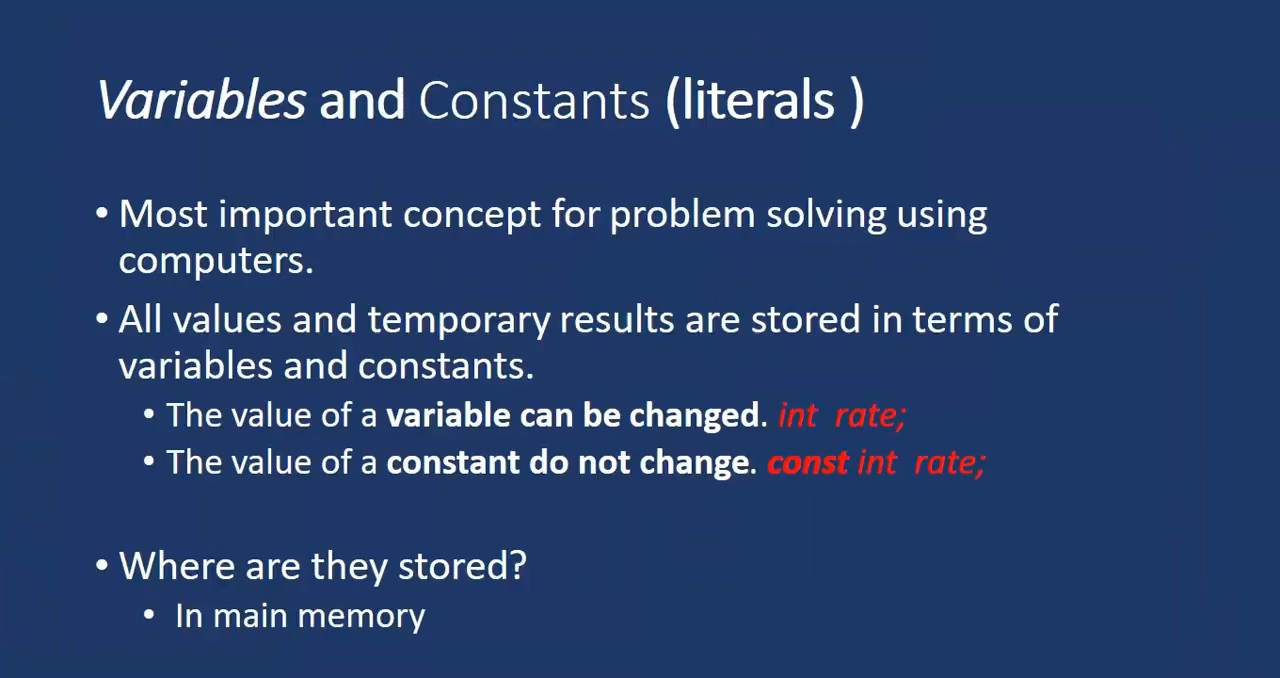 Variables and Constants (literals )
• Most important concept for problem solving using
computers.
• All values and temporary results are stored in terms of
variables and constants.
• The value of a variable can be changed. int rate;
• The value of a constant do not change. const int rate;
• Where are they stored?
• In main memory